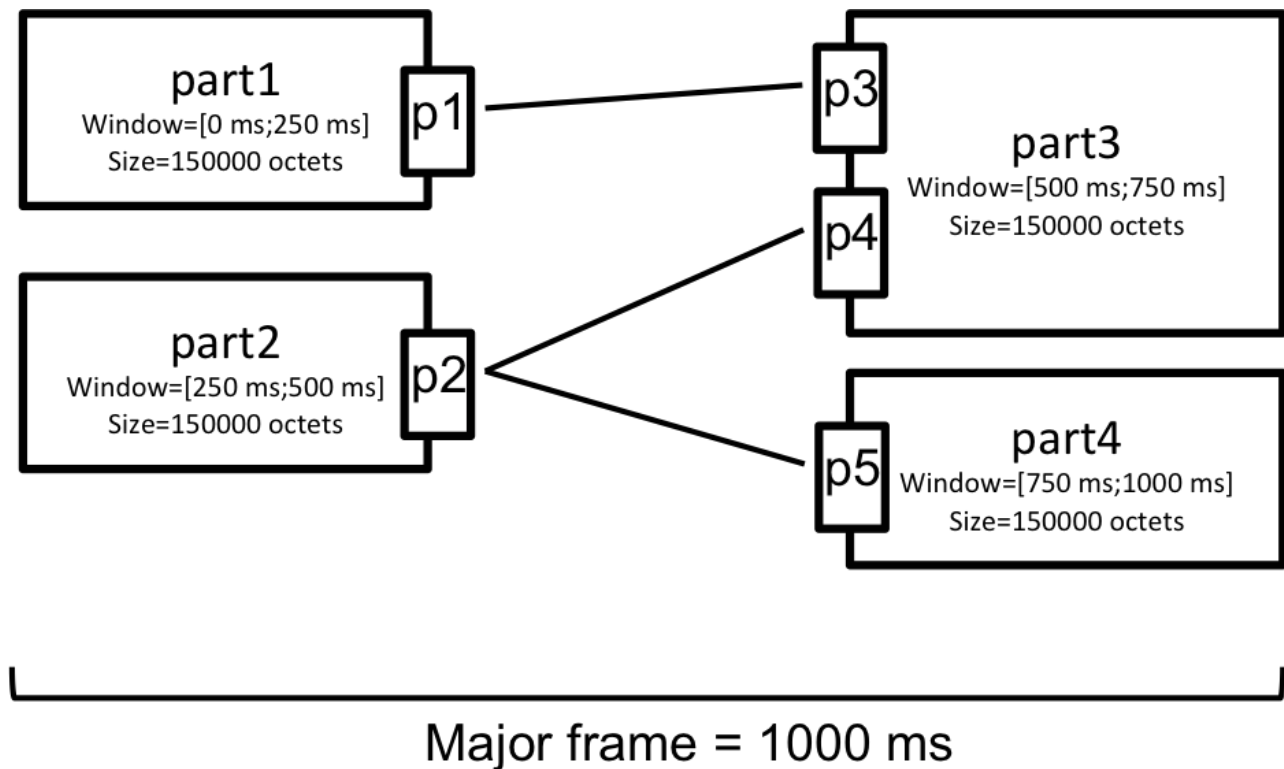 part1
Window=[0 ms;250 ms]
Size=150000 octets
p1
p3
part3
Window=[500 ms;750 ms]
Size=150000 octets
p4
part2
Window=[250 ms;500 ms]
Size=150000 octets
p2
part4
Window=[750 ms;1000 ms]
Size=150000 octets
p5
Major frame = 1000 ms